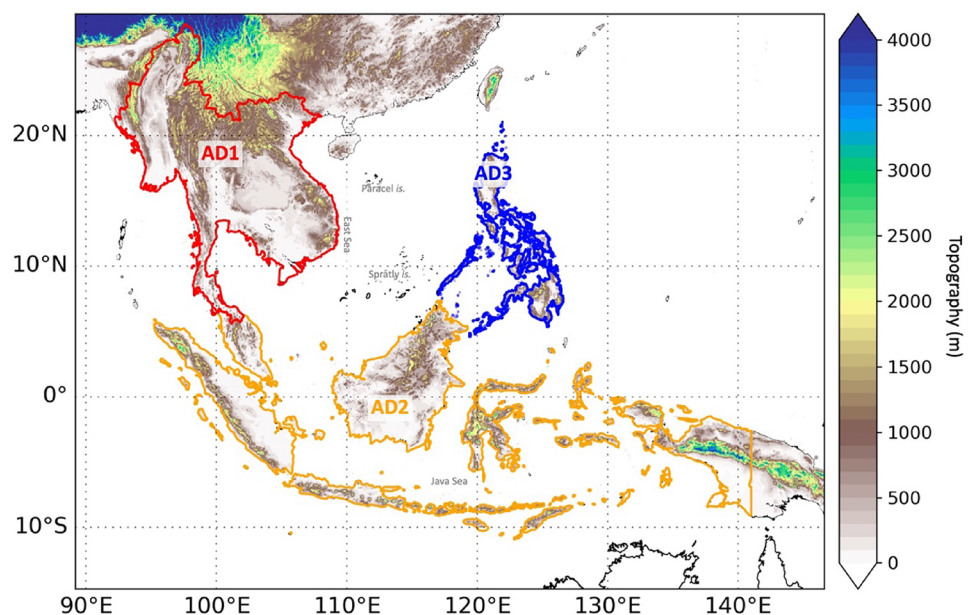 4000
3500
20°N
AD1
AD3
3000
Paracel is.
East Sea
2500
10°N
Spratly is.
2000
Topography (m)
1500
0°
AD2
1000
Java Sea
500
10°S
0
90°E 100°E 110°E 120°E 130°E 140°E